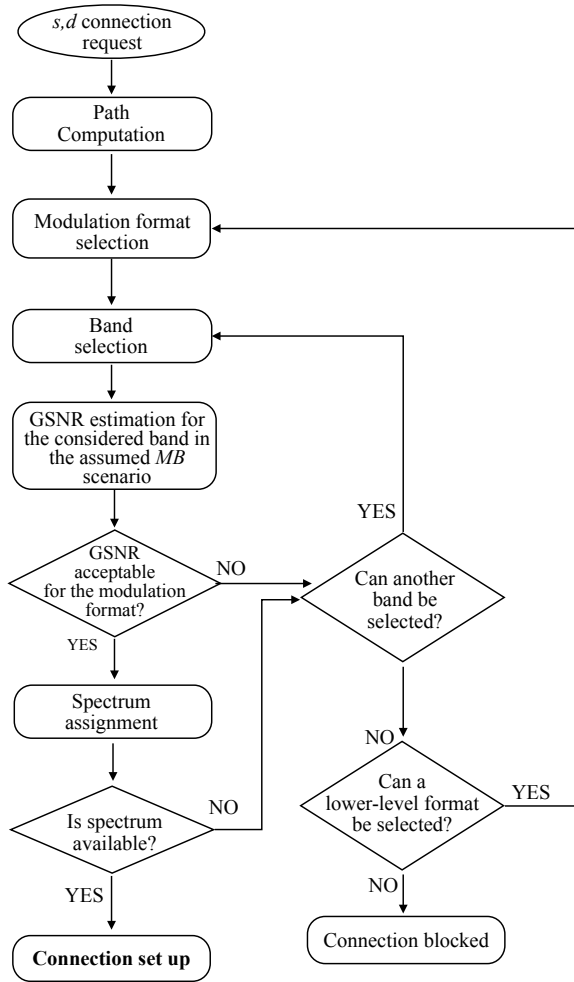 s,d connection
request
Path
Computation
Modulation format
selection
Band
selection
GSNR estimation for
the considered band in
the assumed MB
scenario
GSNR
acceptable
for the modulation
format?
NO
YES
YES
Can another
band be
selected?
Spectrum
assignment
NO
Is spectrum
available?
NO
YES
Can a
lower-level format
be selected?
YES
NO
Connection set up
Connection blocked